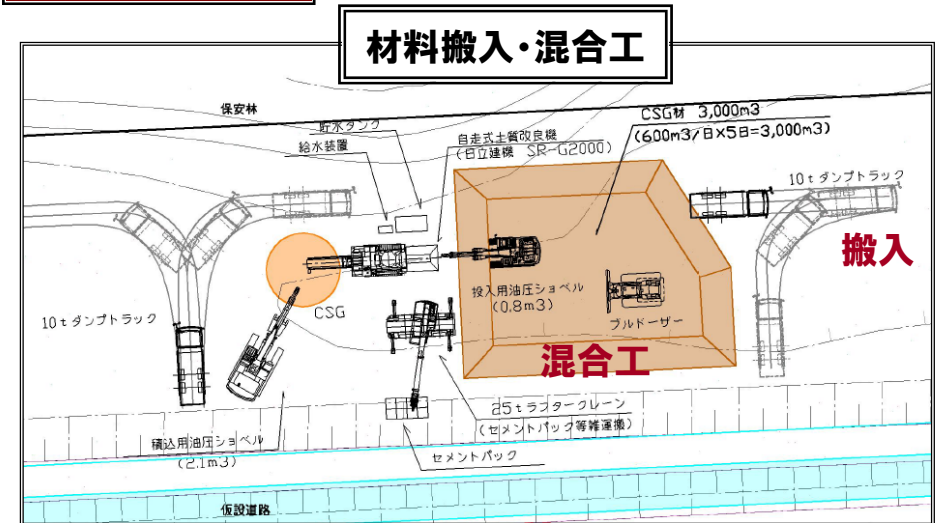 材料搬入・混合工
保安林
貯水タンク
給水装置
自走式土質改良機
(日立建機 SR-G2000)
CSG材 3,000m3
(600m3/日×5日=3,000m3)
10tダンプトラック
搬入
10tダンプトラック
CSG
投入用油圧ショベル
(0.8m3)
ブルドーザー
混合工
積込用油圧ショベル
(2.1m3)
25tラフタークレーン
(セメントパック等雑運搬)
セメントパック
仮設道路